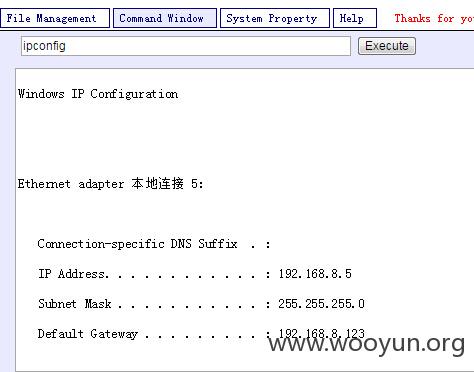 File Management Command Window System Property Help Thanks for yo
ipconfig Execute
Windows IP Configuration
Ethernet adapter 本地连接 5:
Connection-specific DNS Suffix . :
IP Address. . . . . . . . . . . . : 192.168.8.5
Subnet Mask . . . . . . . . . . . : 255.255.255.0
Default Gateway . . . . . . . . . : 192.168.8.123
www.wooyun.org